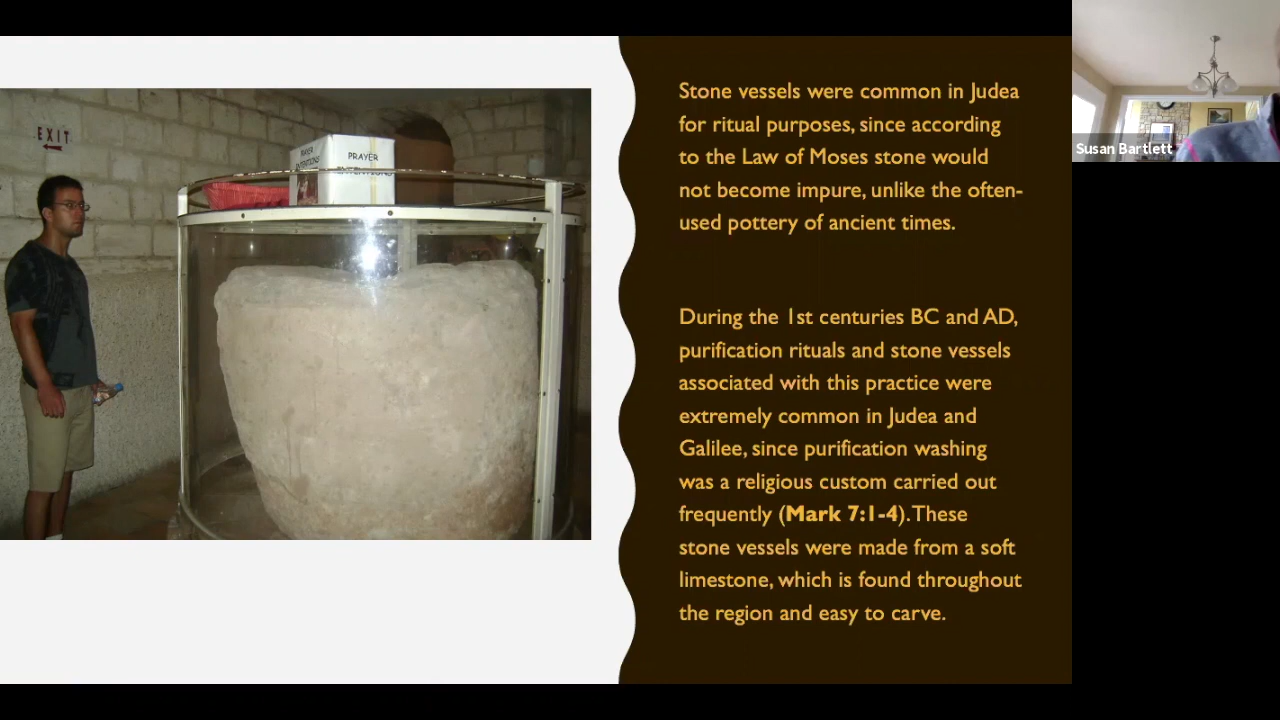 EXIT
PRAYER
INTENTIONS
PRAYER
INTENTIONS
Stone vessels were common in Judea
for ritual purposes, since according
to the Law of Moses stone would
not become impure, unlike the often-
used pottery of ancient times.
During the 1st centuries BC and AD,
purification rituals and stone vessels
associated with this practice were
extremely common in Judea and
Galilee, since purification washing
was a religious custom carried out
frequently (Mark 7:1-4). These
stone vessels were made from a soft
limestone, which is found throughout
the region and easy to carve.
Susan Bartlett